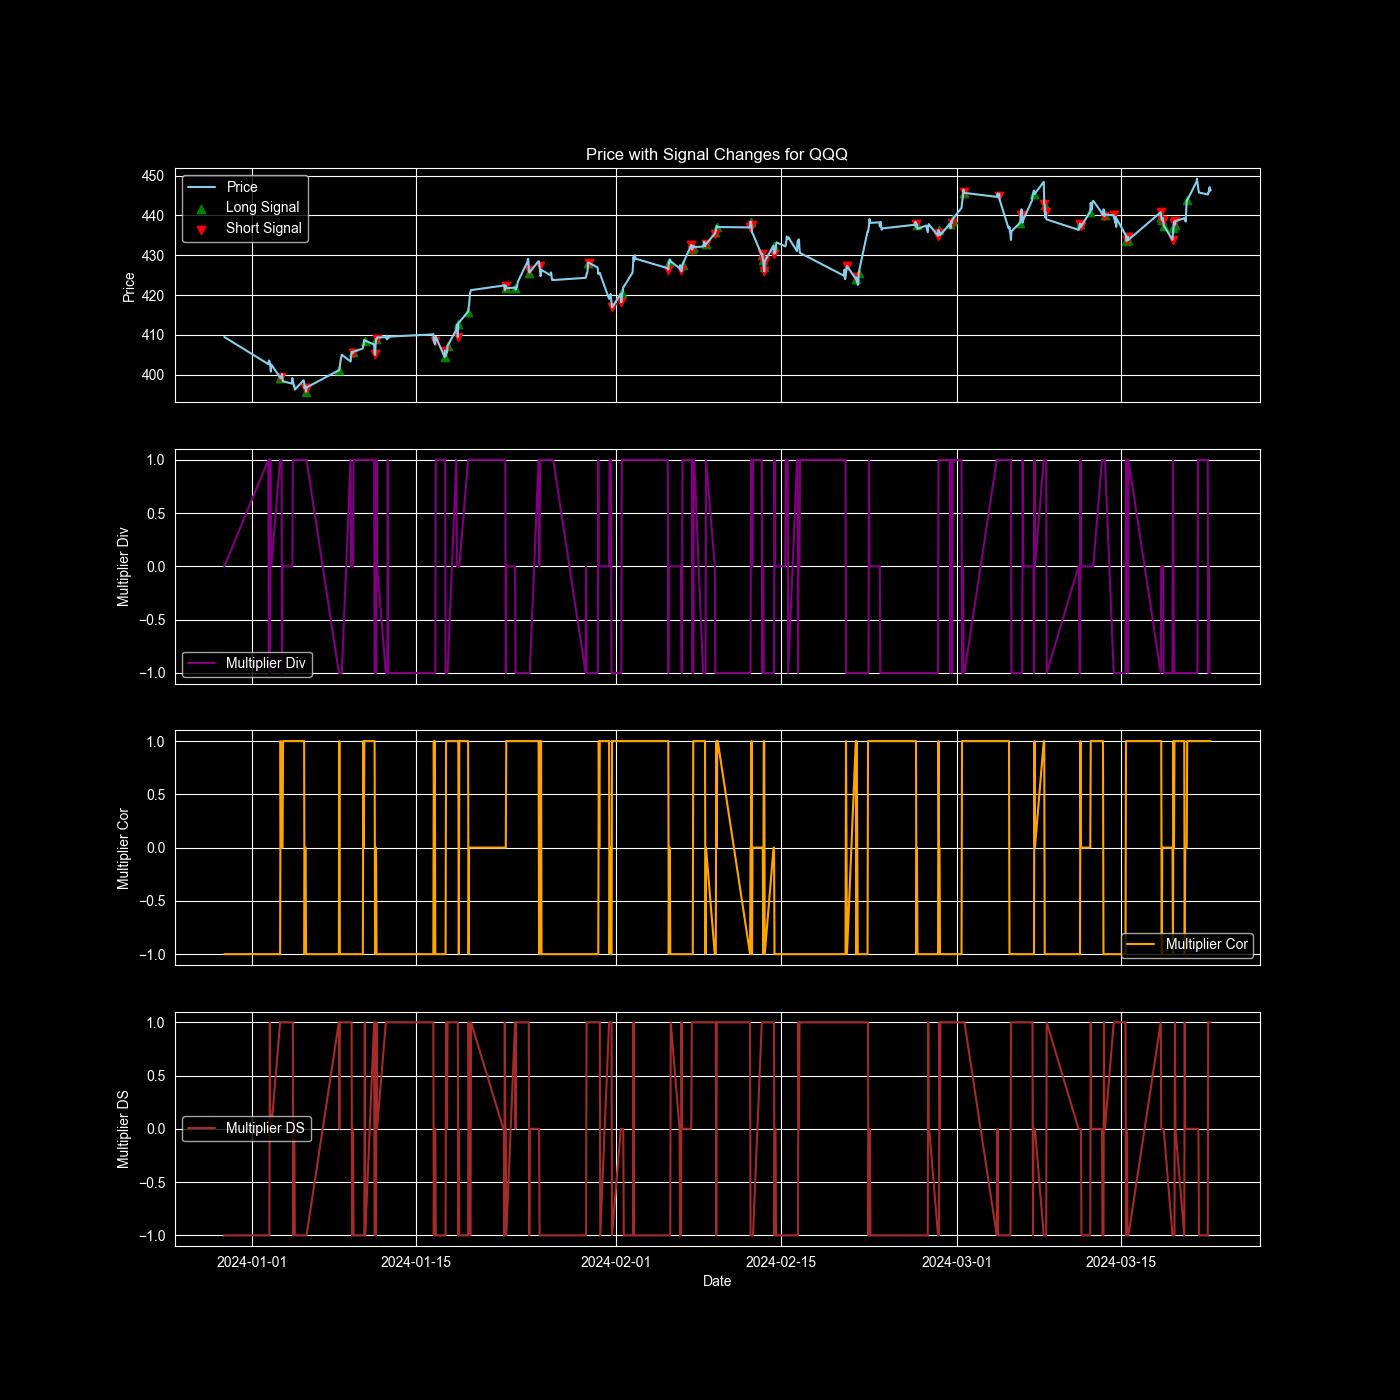 Price with Signal Changes for QQQ
450
440
430
420
410
400
Price
Price
Long Signal
Short Signal
1.0
0.5
0.0
−0.5
−1.0
Multiplier Div
Multiplier Div
1.0
0.5
0.0
−0.5
−1.0
Multiplier Cor
Multiplier Cor
1.0
0.5
0.0
−0.5
−1.0
Multiplier DS
Multiplier DS
2024-01-01 2024-01-15 2024-02-01 2024-02-15 2024-03-01 2024-03-15
Date